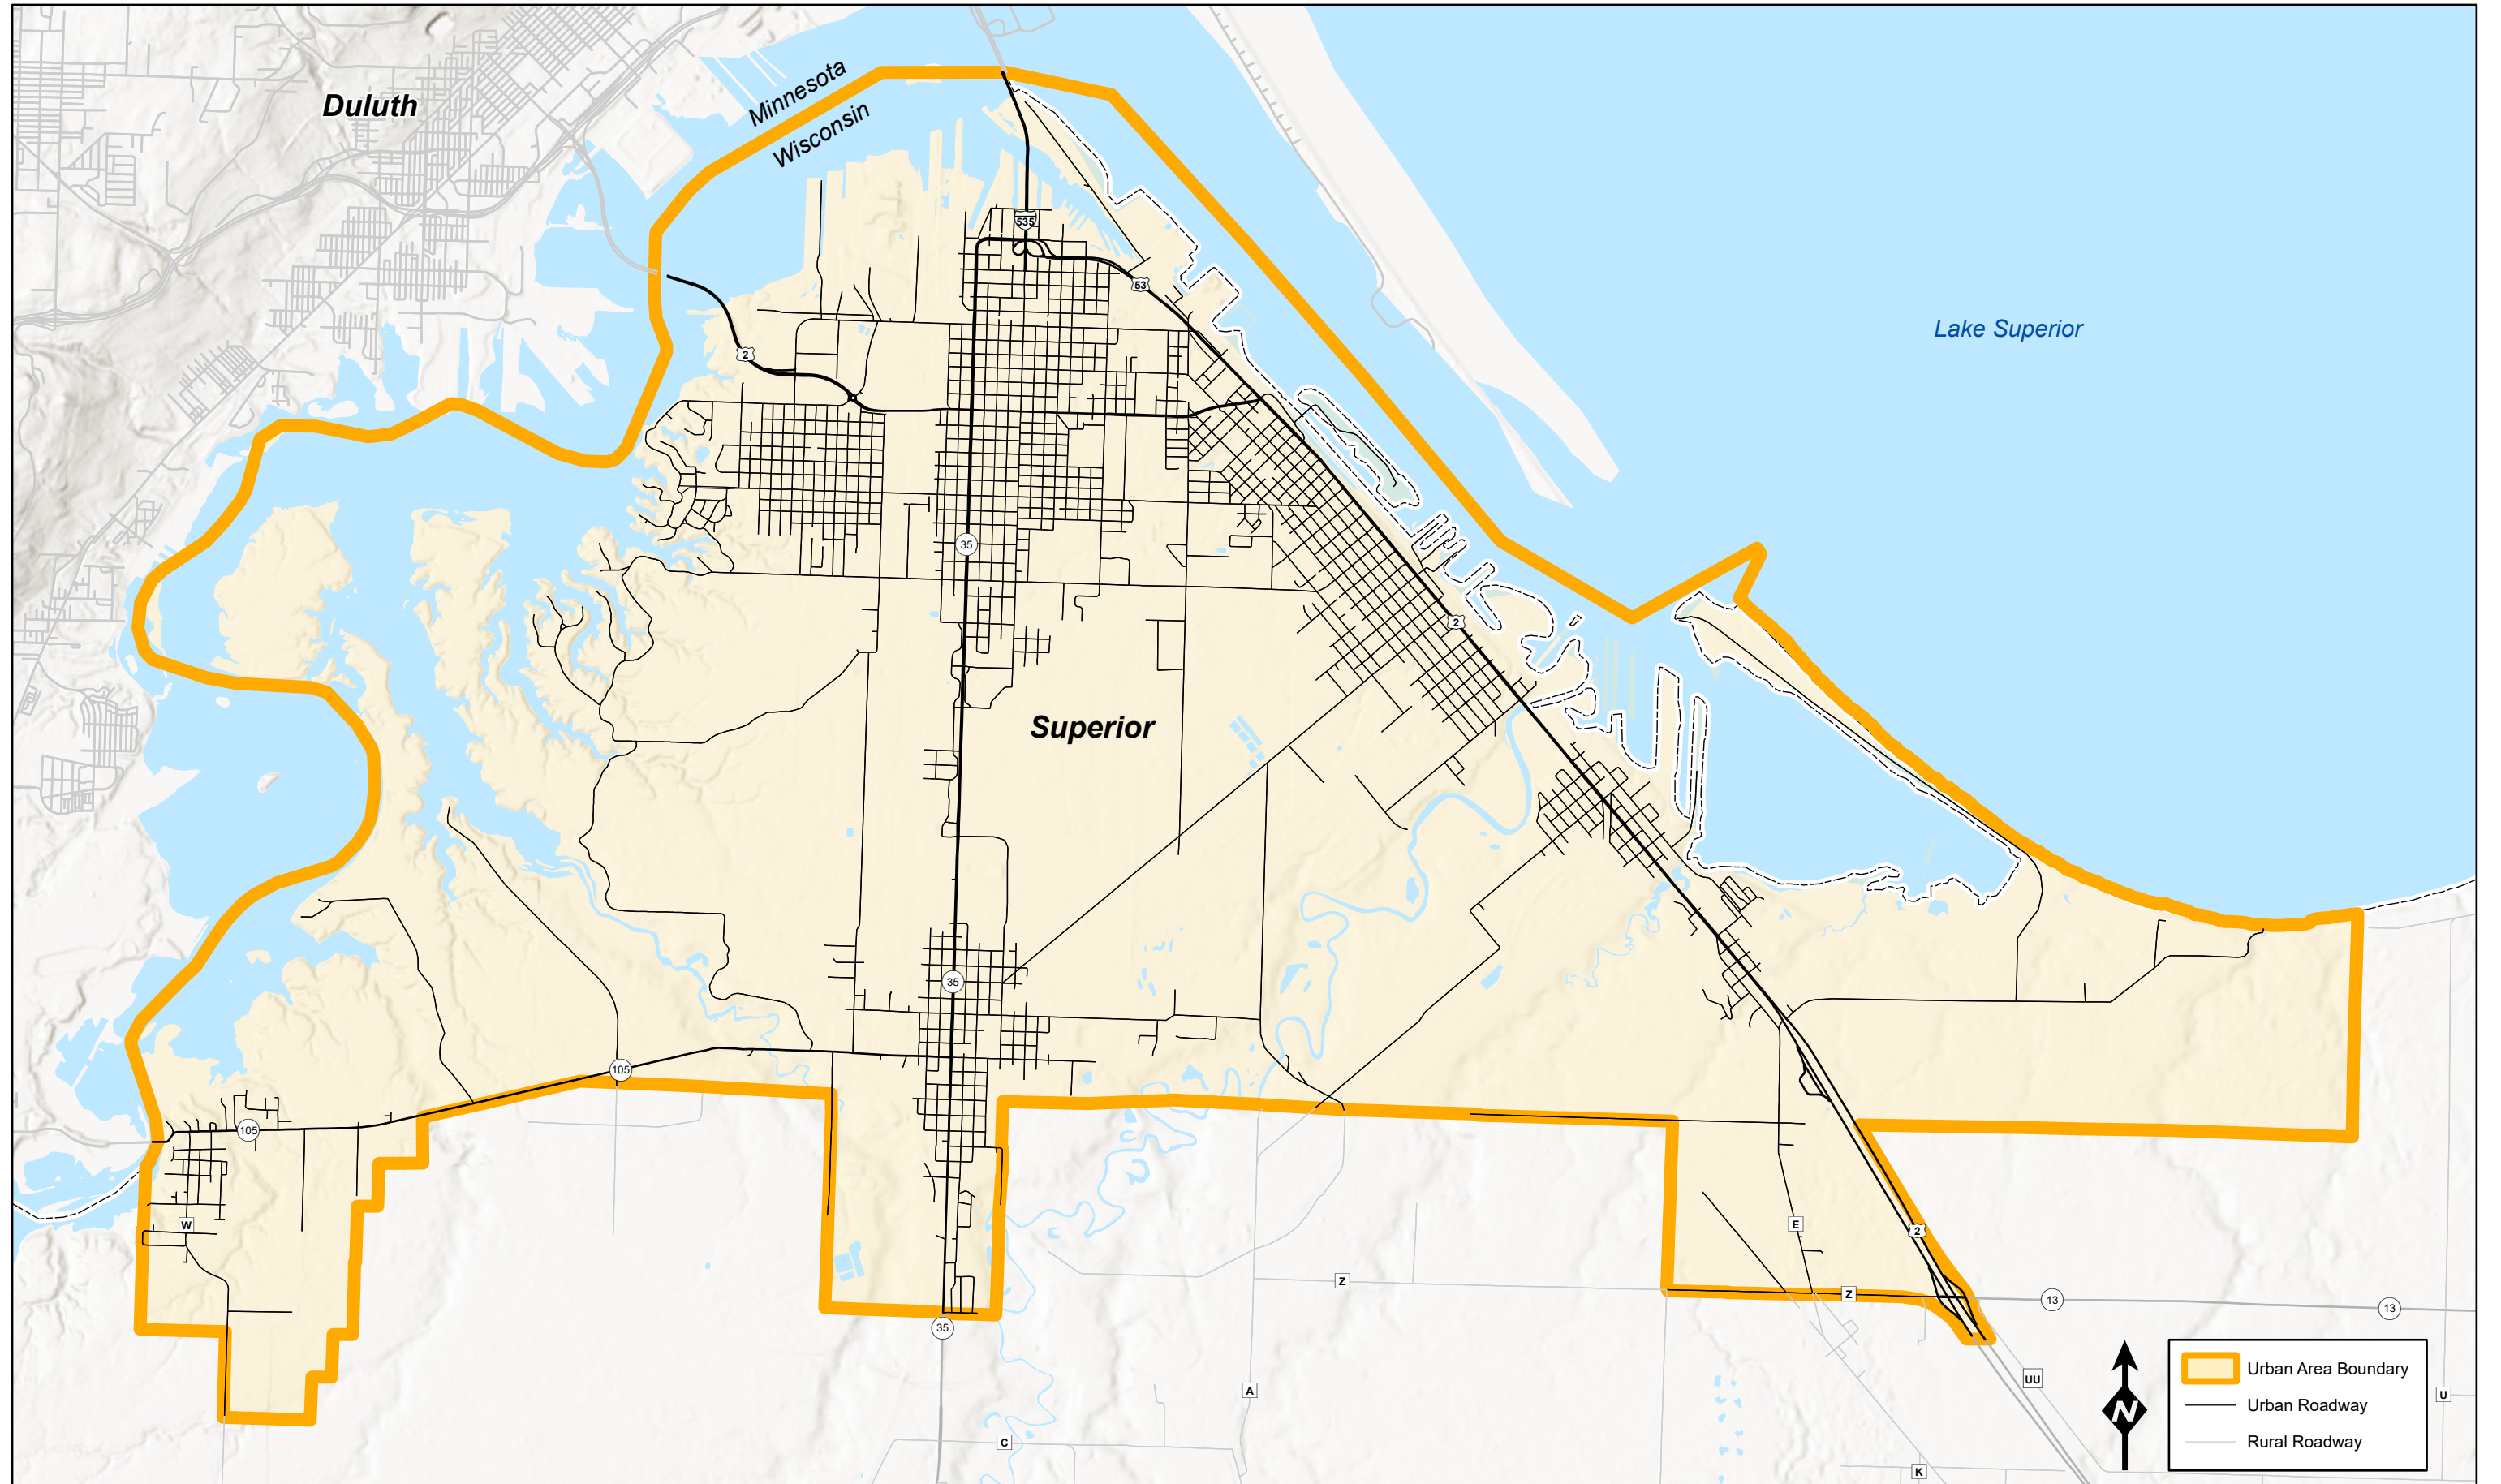 Duluth
Minnesota
Wisconsin
535
53
Lake Superior
2
35
2
Superior
35
105
105
W
E
2
Z
Z
13
13
35
UU
A
U
C
K
N
Urban Area Boundary
Urban Roadway
Rural Roadway